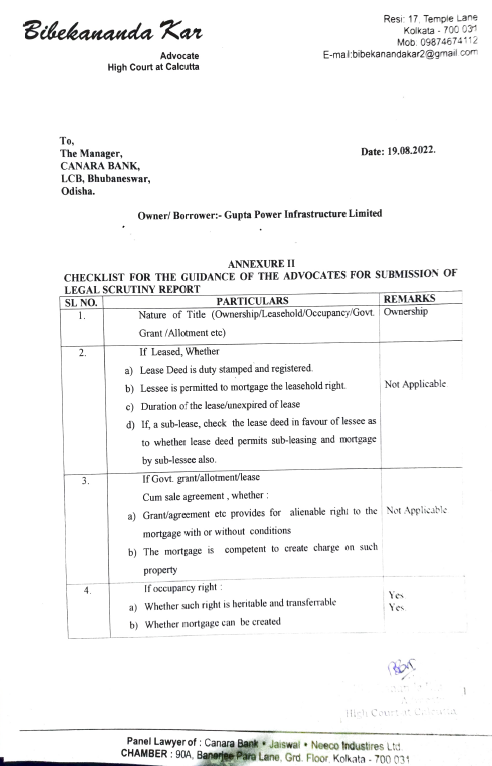 Bibekananda Kar
Advocate
High Court at Calcutta
Resi: 17, Temple Lane
Kolkata - 700 031
Mob: 09874674112
E-mail:bibekanandakar2@gmail.com
To,
The Manager,
CANARA BANK,
LCB, Bhubaneswar,
Odisha.
Date: 19.08.2022.
Owner/ Borrower:- Gupta Power Infrastructure Limited
ANNEXURE II
CHECKLIST FOR THE GUIDANCE OF THE ADVOCATES FOR SUBMISSION OF
LEGAL SCRUTINY REPORT
SL NO. PARTICULARS REMARKS
1. Nature of Title (Ownership/Leasehold/Occupancy/Govt. Ownership
Grant /Allotment etc)
2. If Leased, Whether
a) Lease Deed is duty stamped and registered.
b) Lessee is permitted to mortgage the leasehold right. Not Applicable
c) Duration of the lease/unexpired of lease
d) If, a sub-lease, check the lease deed in favour of lessee as
to whether lease deed permits sub-leasing and mortgage
by sub-lessee also.
3. If Govt. grant/allotment/lease
Cum sale agreement , whether :
a) Grant/agreement etc provides for alienable right to the Not Applicable
mortgage with or without conditions
b) The mortgage is competent to create charge on such
property
4. If occupancy right :
a) Whether such right is heritable and transferrable Yes
b) Whether mortgage can be created Yes
High Court at Calcutta
1
Panel Lawyer of : Canara Bank • Jaiswal • Neeco Industires Ltd.
CHAMBER : 90A, Banerjee Para Lane, Grd. Floor, Kolkata - 700 031